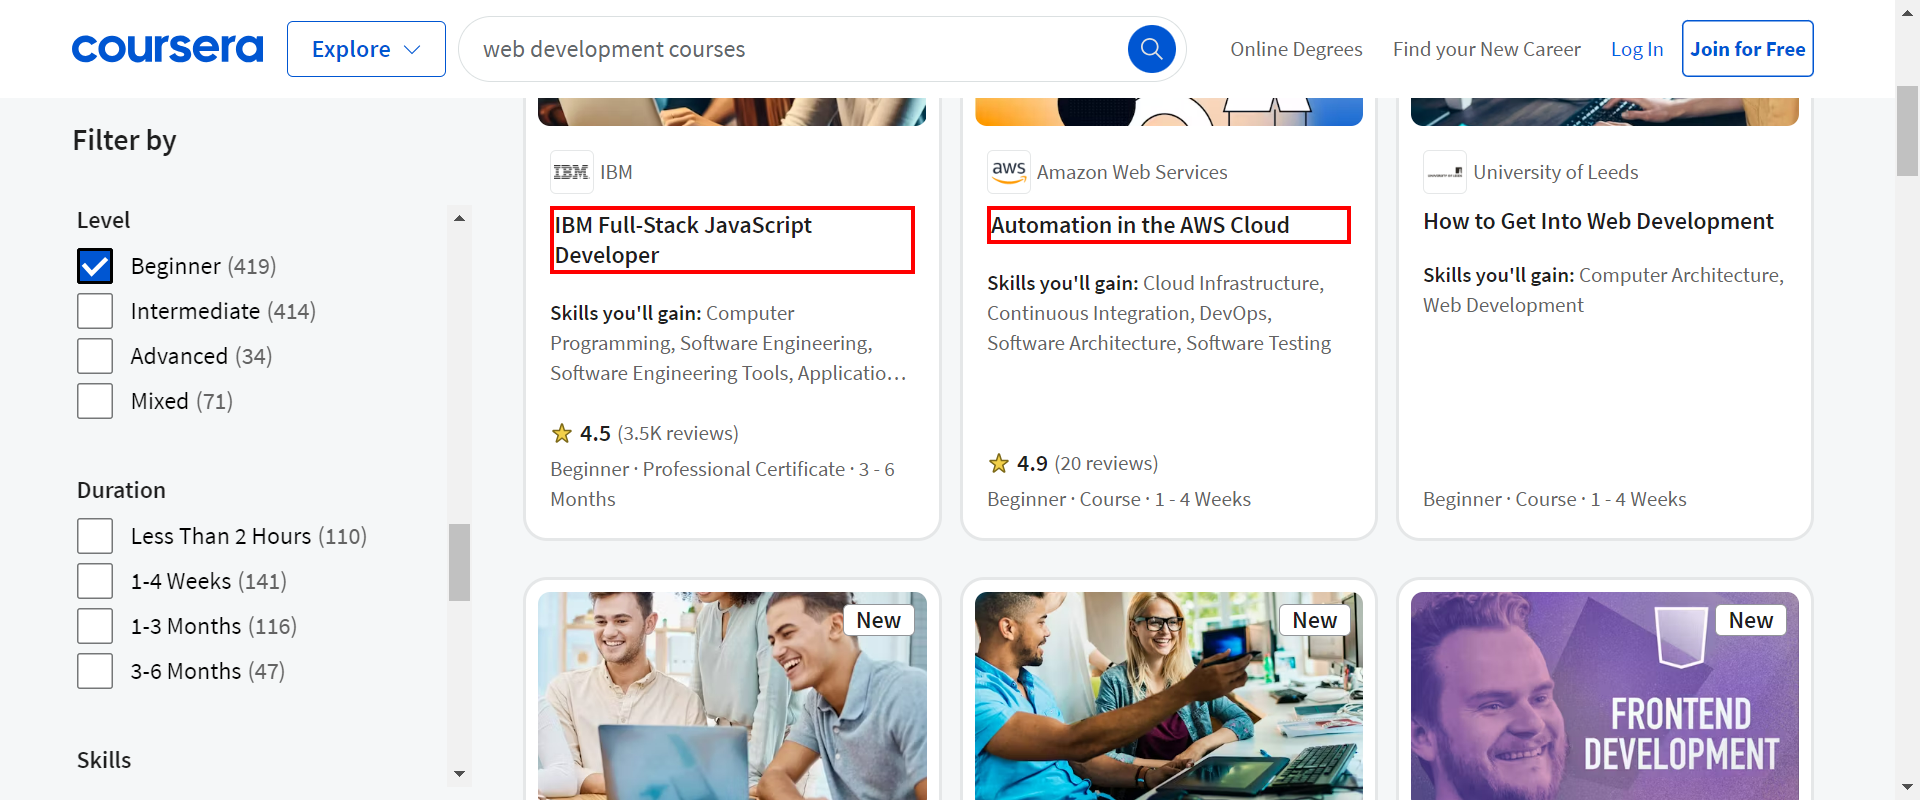 coursera
Explore
web development courses
Online Degrees
Find your New Career
Log In
Join for Free
Filter by
Level
Beginner (419)
Intermediate (414)
Advanced (34)
Mixed (71)
Duration
Less Than 2 Hours (110)
1-4 Weeks (141)
1-3 Months (116)
3-6 Months (47)
Skills
IBM
IBM
IBM Full-Stack JavaScript
Developer
Skills you'll gain: Computer
Programming, Software Engineering,
Software Engineering Tools, Applicatio…
4.5 (3.5K reviews)
Beginner · Professional Certificate · 3 - 6
Months
aws
Amazon Web Services
Automation in the AWS Cloud
Skills you'll gain: Cloud Infrastructure,
Continuous Integration, DevOps,
Software Architecture, Software Testing
4.9 (20 reviews)
Beginner · Course · 1 - 4 Weeks
UNIVERSITY OF LEEDS
University of Leeds
How to Get Into Web Development
Skills you'll gain: Computer Architecture,
Web Development
Beginner · Course · 1 - 4 Weeks
New
New
New
FRONTEND
DEVELOPMENT